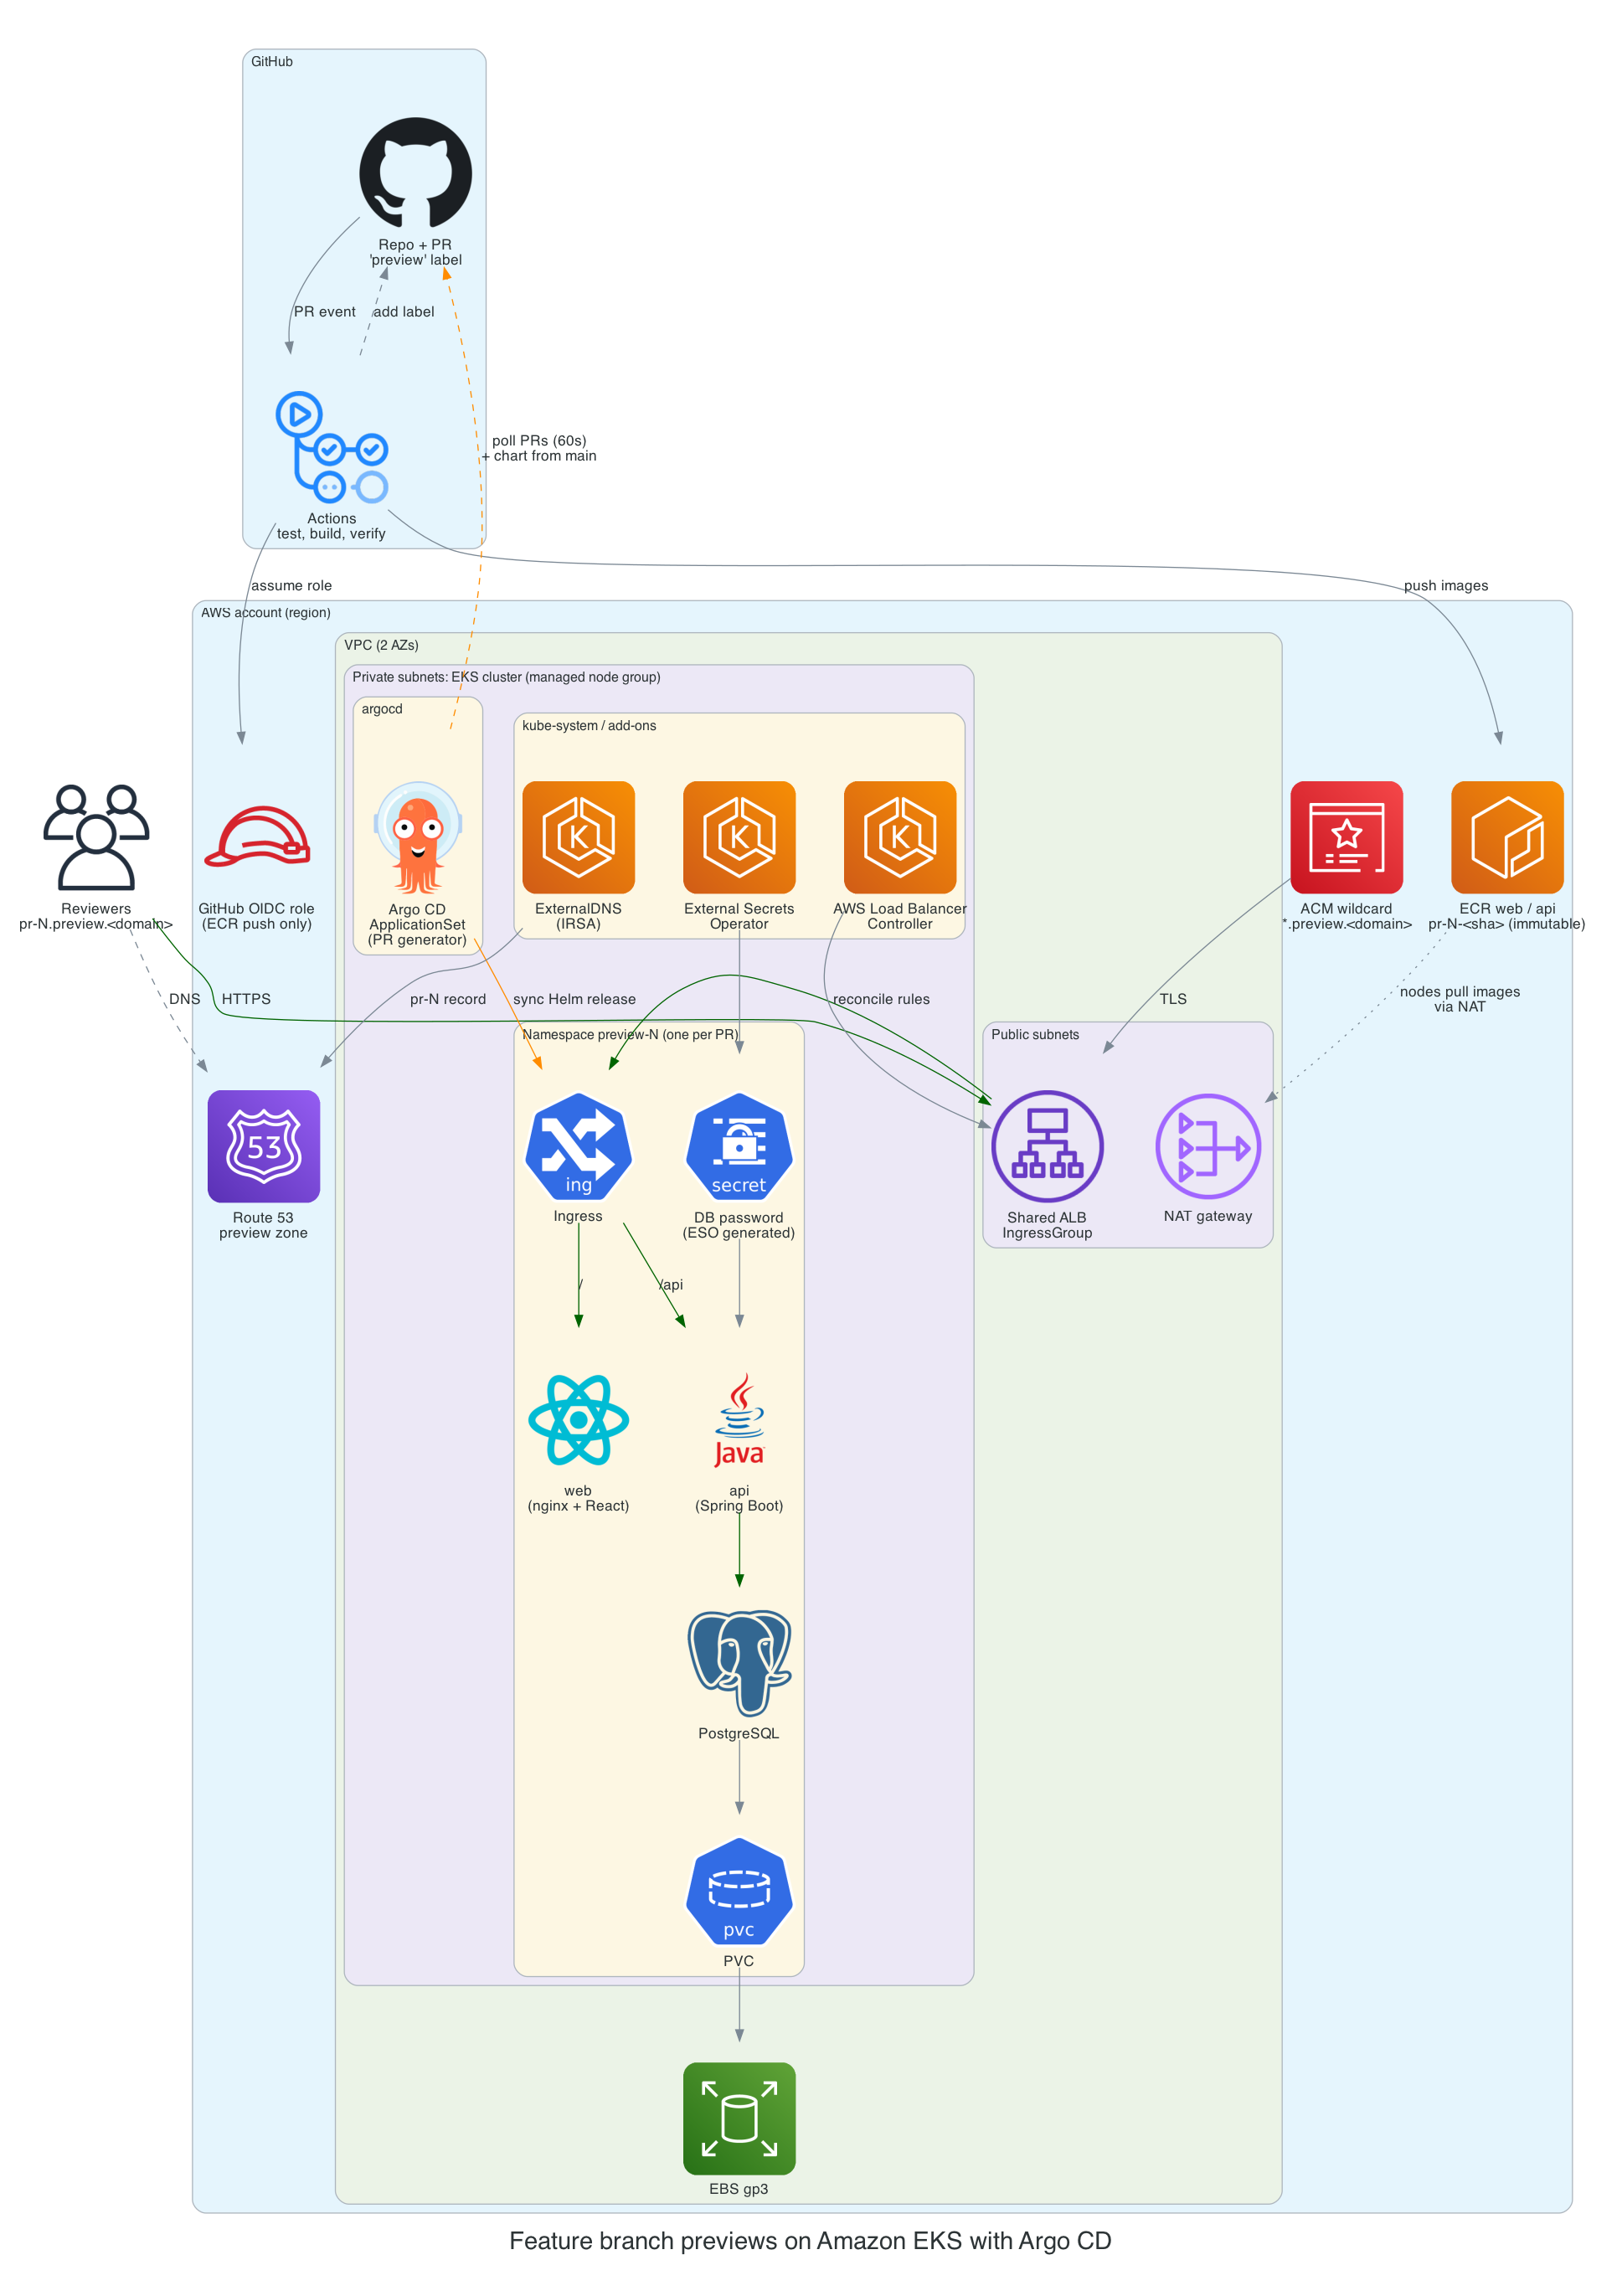 GitHub
Repo + PR
'preview' label
PR event
add label
poll PRs (60s)
+ chart from main
Actions
test, build, verify
assume role
push images
AWS account (region)
VPC (2 AZs)
Private subnets: EKS cluster (managed node group)
argocd
kube-system / add-ons
Reviewers
pr-N.preview.<domain>
GitHub OIDC role
(ECR push only)
Argo CD
ApplicationSet
(PR generator)
ExternalDNS
(IRSA)
External Secrets
Operator
AWS Load Balancer
Controller
ACM wildcard
*.preview.<domain>
ECR web / api
pr-N-<sha> (immutable)
DNS
HTTPS
pr-N record
sync Helm release
reconcile rules
TLS
nodes pull images
via NAT
Namespace preview-N (one per PR)
Public subnets
53
ing
secret
Route 53
preview zone
Ingress
DB password
(ESO generated)
Shared ALB
IngressGroup
NAT gateway
/
/api
Java
web
(nginx + React)
api
(Spring Boot)
PostgreSQL
pvc
PVC
EBS gp3
Feature branch previews on Amazon EKS with Argo CD